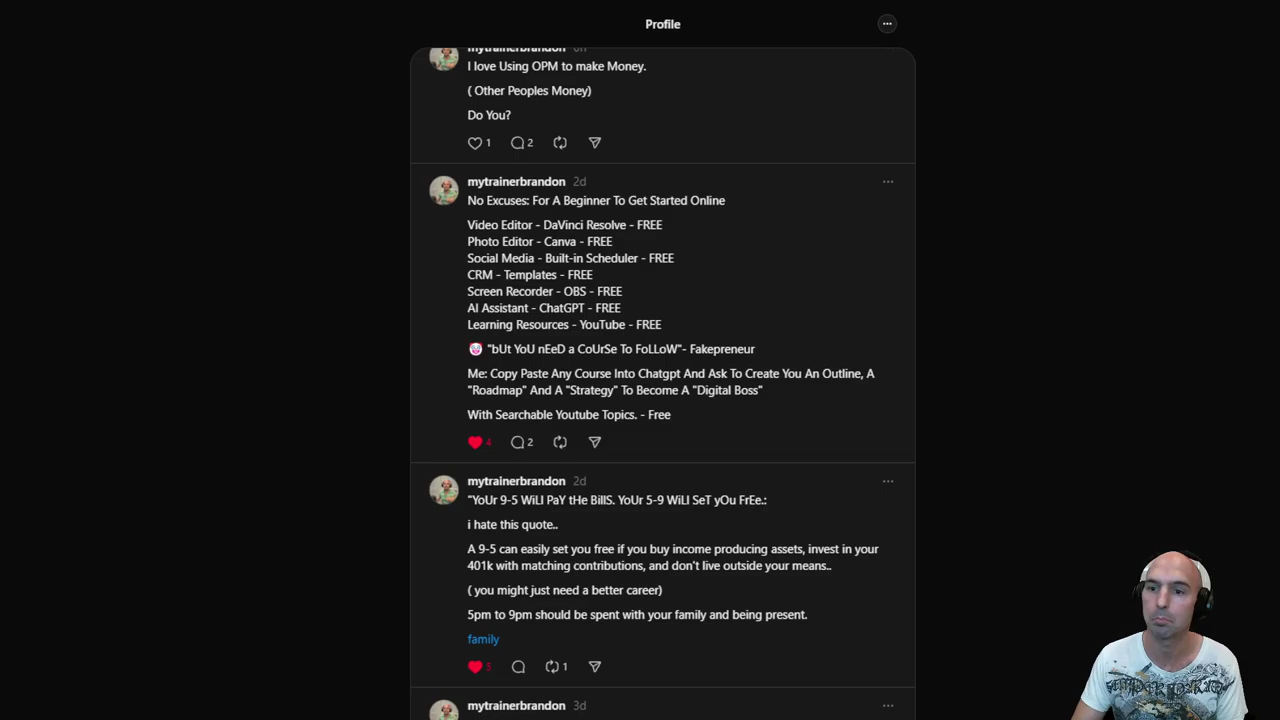 Profile
mytrainerbrandon 6h
I love Using OPM to make Money.
( Other Peoples Money)
Do You?
1 2
mytrainerbrandon 2d
No Excuses: For A Beginner To Get Started Online
Video Editor - DaVinci Resolve - FREE
Photo Editor - Canva - FREE
Social Media - Built-in Scheduler - FREE
CRM - Templates - FREE
Screen Recorder - OBS - FREE
AI Assistant - ChatGPT - FREE
Learning Resources - YouTube - FREE
"bUt YoU nEeD a CoUrSe To FoLLoW"- Fakepreneur
Me: Copy Paste Any Course Into Chatgpt And Ask To Create You An Outline, A
"Roadmap" And A "Strategy" To Become A "Digital Boss"
With Searchable Youtube Topics. - Free
4 2
mytrainerbrandon 2d
"YoUr 9-5 WiLl PaY tHe BillS. YoUr 5-9 WiLl SeT yOu FrEe.:
i hate this quote..
A 9-5 can easily set you free if you buy income producing assets, invest in your
401k with matching contributions, and don't live outside your means..
( you might just need a better career)
5pm to 9pm should be spent with your family and being present.
family
5 1
mytrainerbrandon 3d